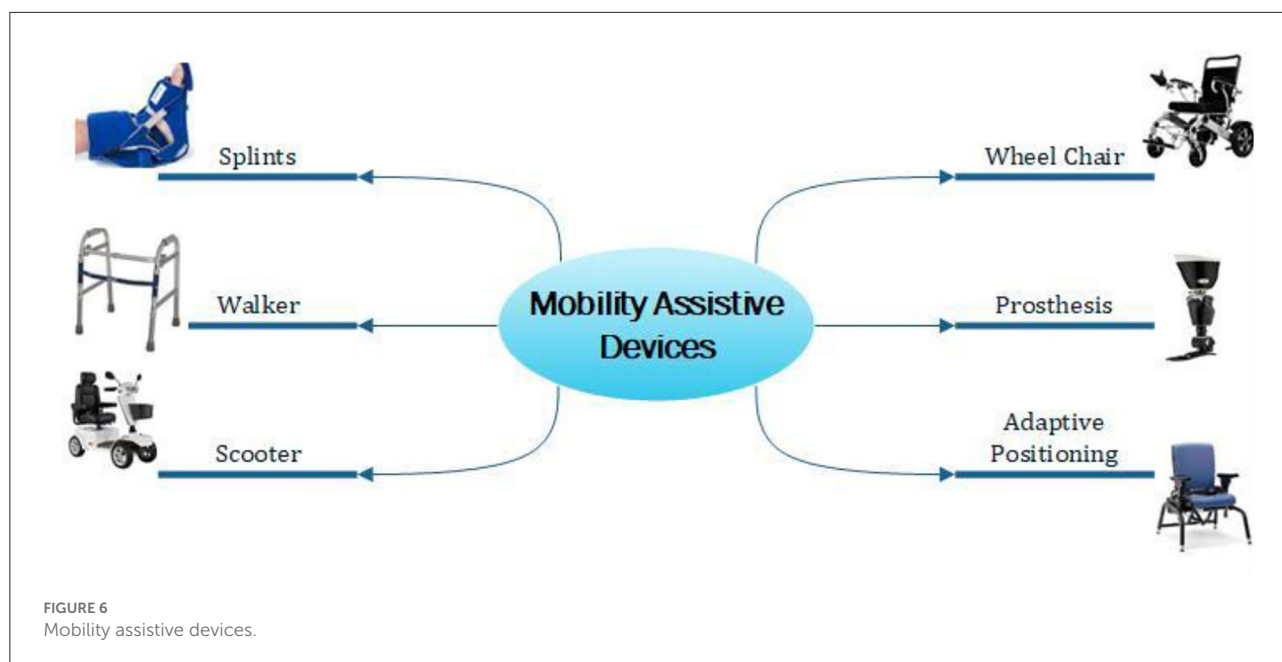 Splints
Wheel Chair
Walker
Mobility Assistive
Devices
Prosthesis
Scooter
Adaptive
Positioning
FIGURE 6
Mobility assistive devices.